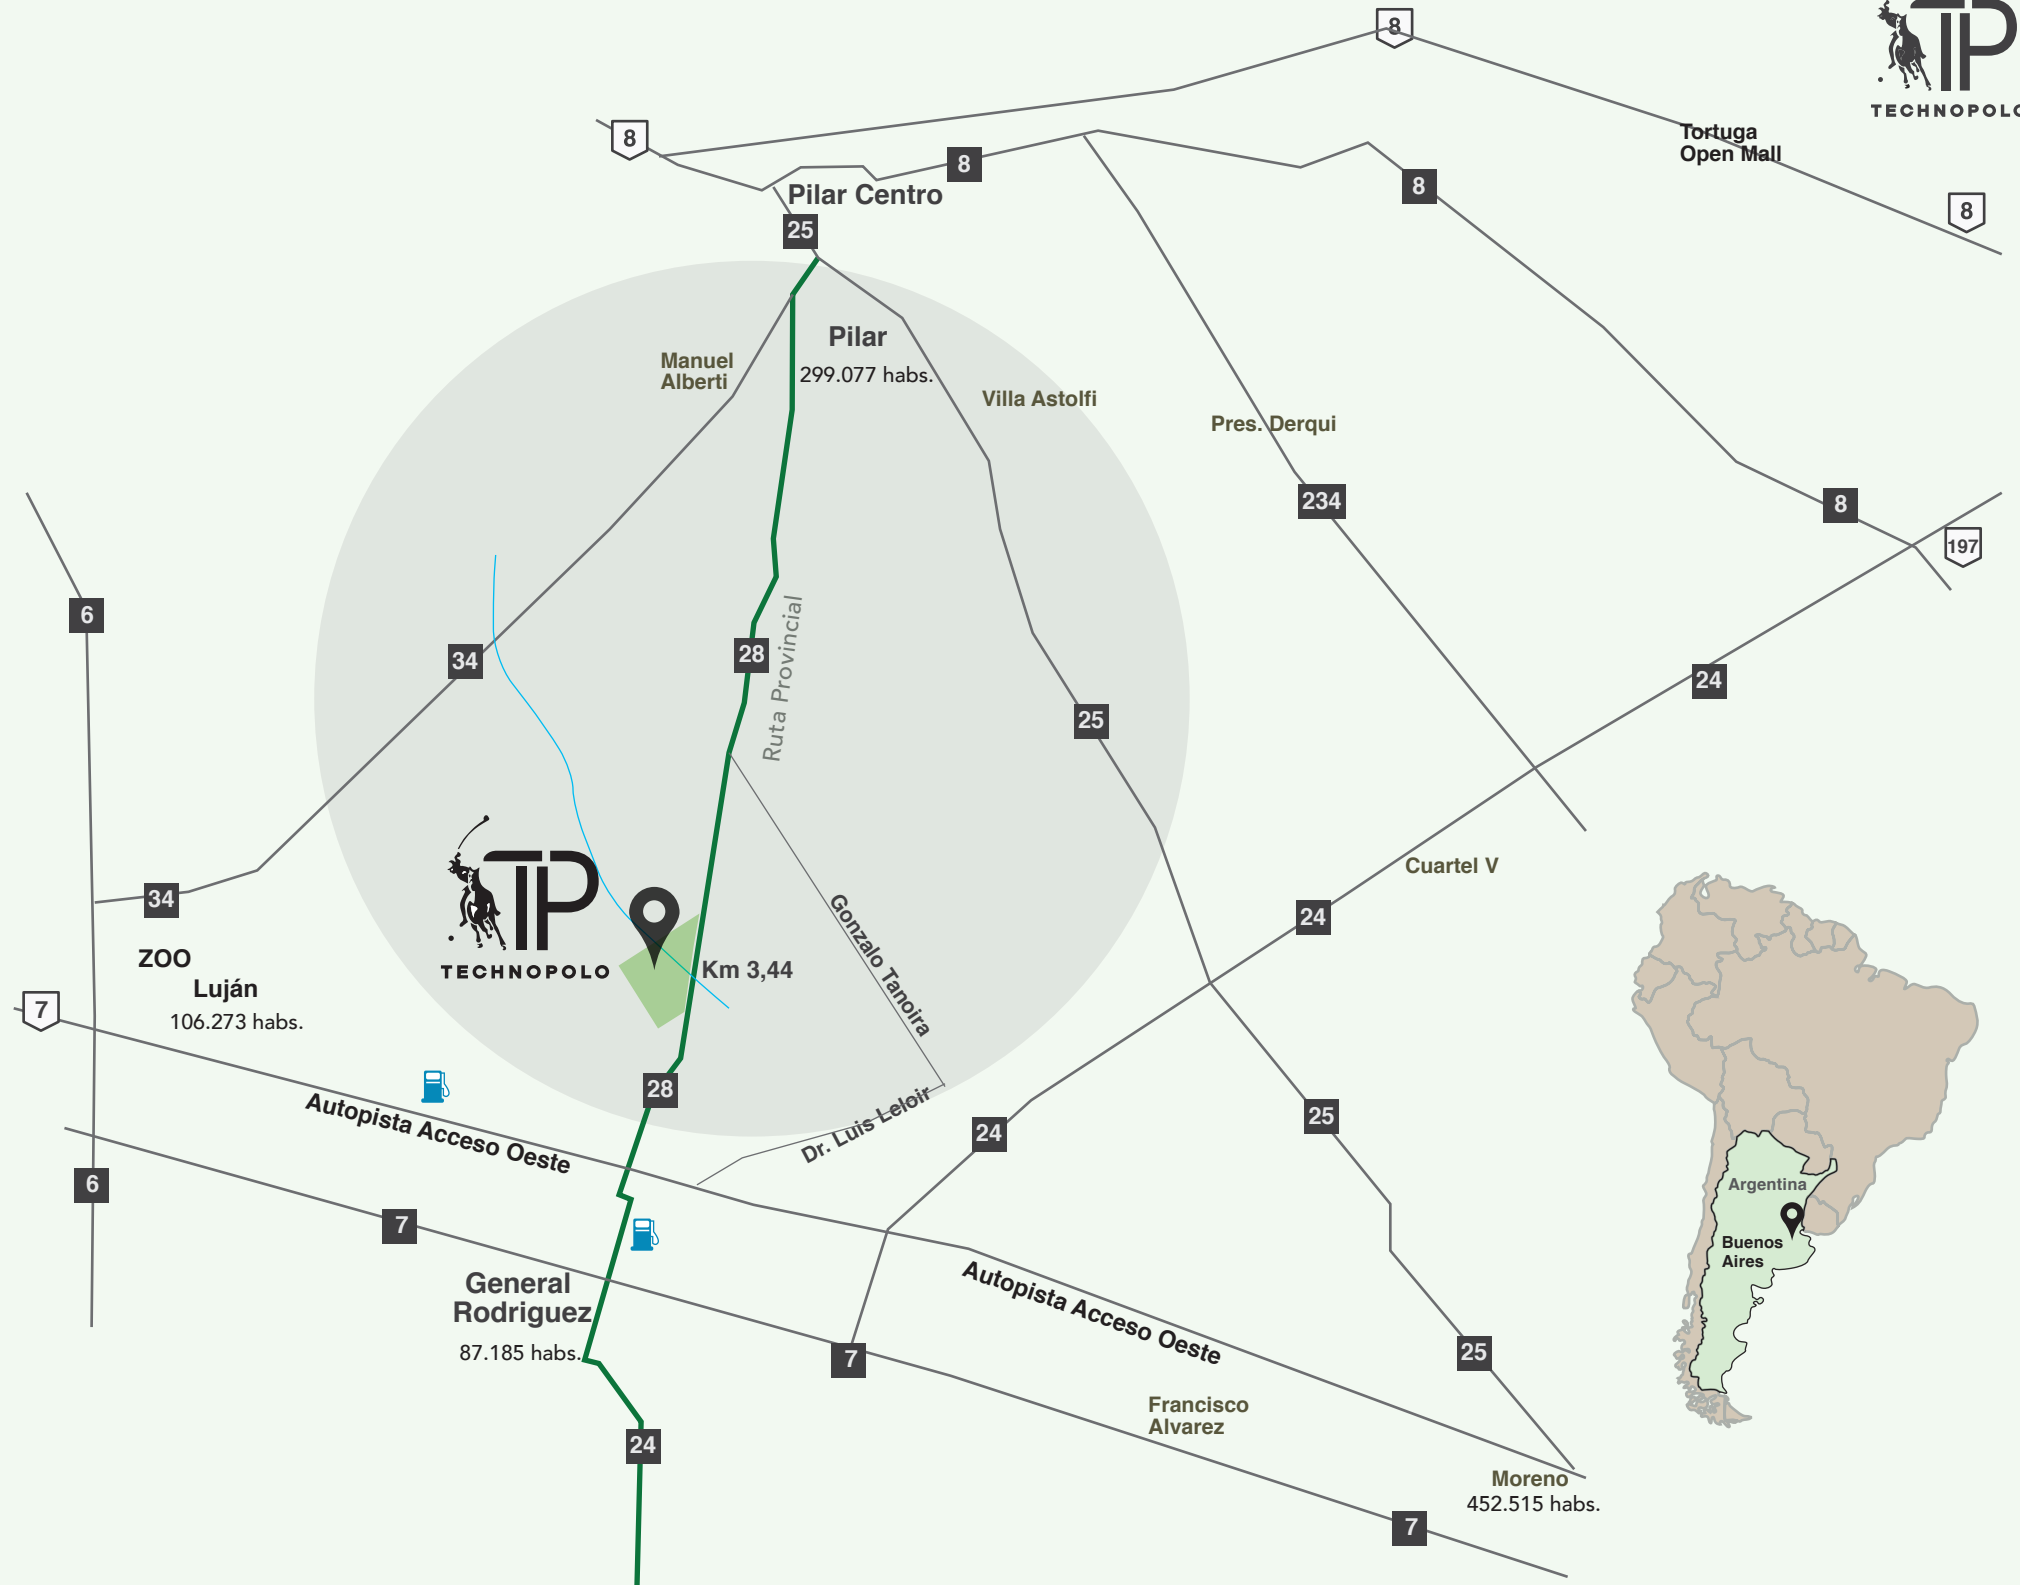 8
TP
TECHNOPOLO
Tortuga
Open Mall
8
8
8
8
Pilar Centro
25
Pilar
299.077 habs.
Manuel
Alberti
Villa Astolfi
Pres. Derqui
234
8
197
6
34
28
Ruta Provincial
24
25
34
TP
TECHNOPOLO
Cuartel V
24
Gonzalo Tanoira
ZOO
Luján
106.273 habs.
Km 3,44
7
28
Autopista Acceso Oeste
Dr. Luis Leloir
24
25
6
7
Argentina
Buenos
Aires
General
Rodriguez
87.185 habs.
Autopista Acceso Oeste
7
25
Francisco
Alvarez
24
Moreno
452.515 habs.
7